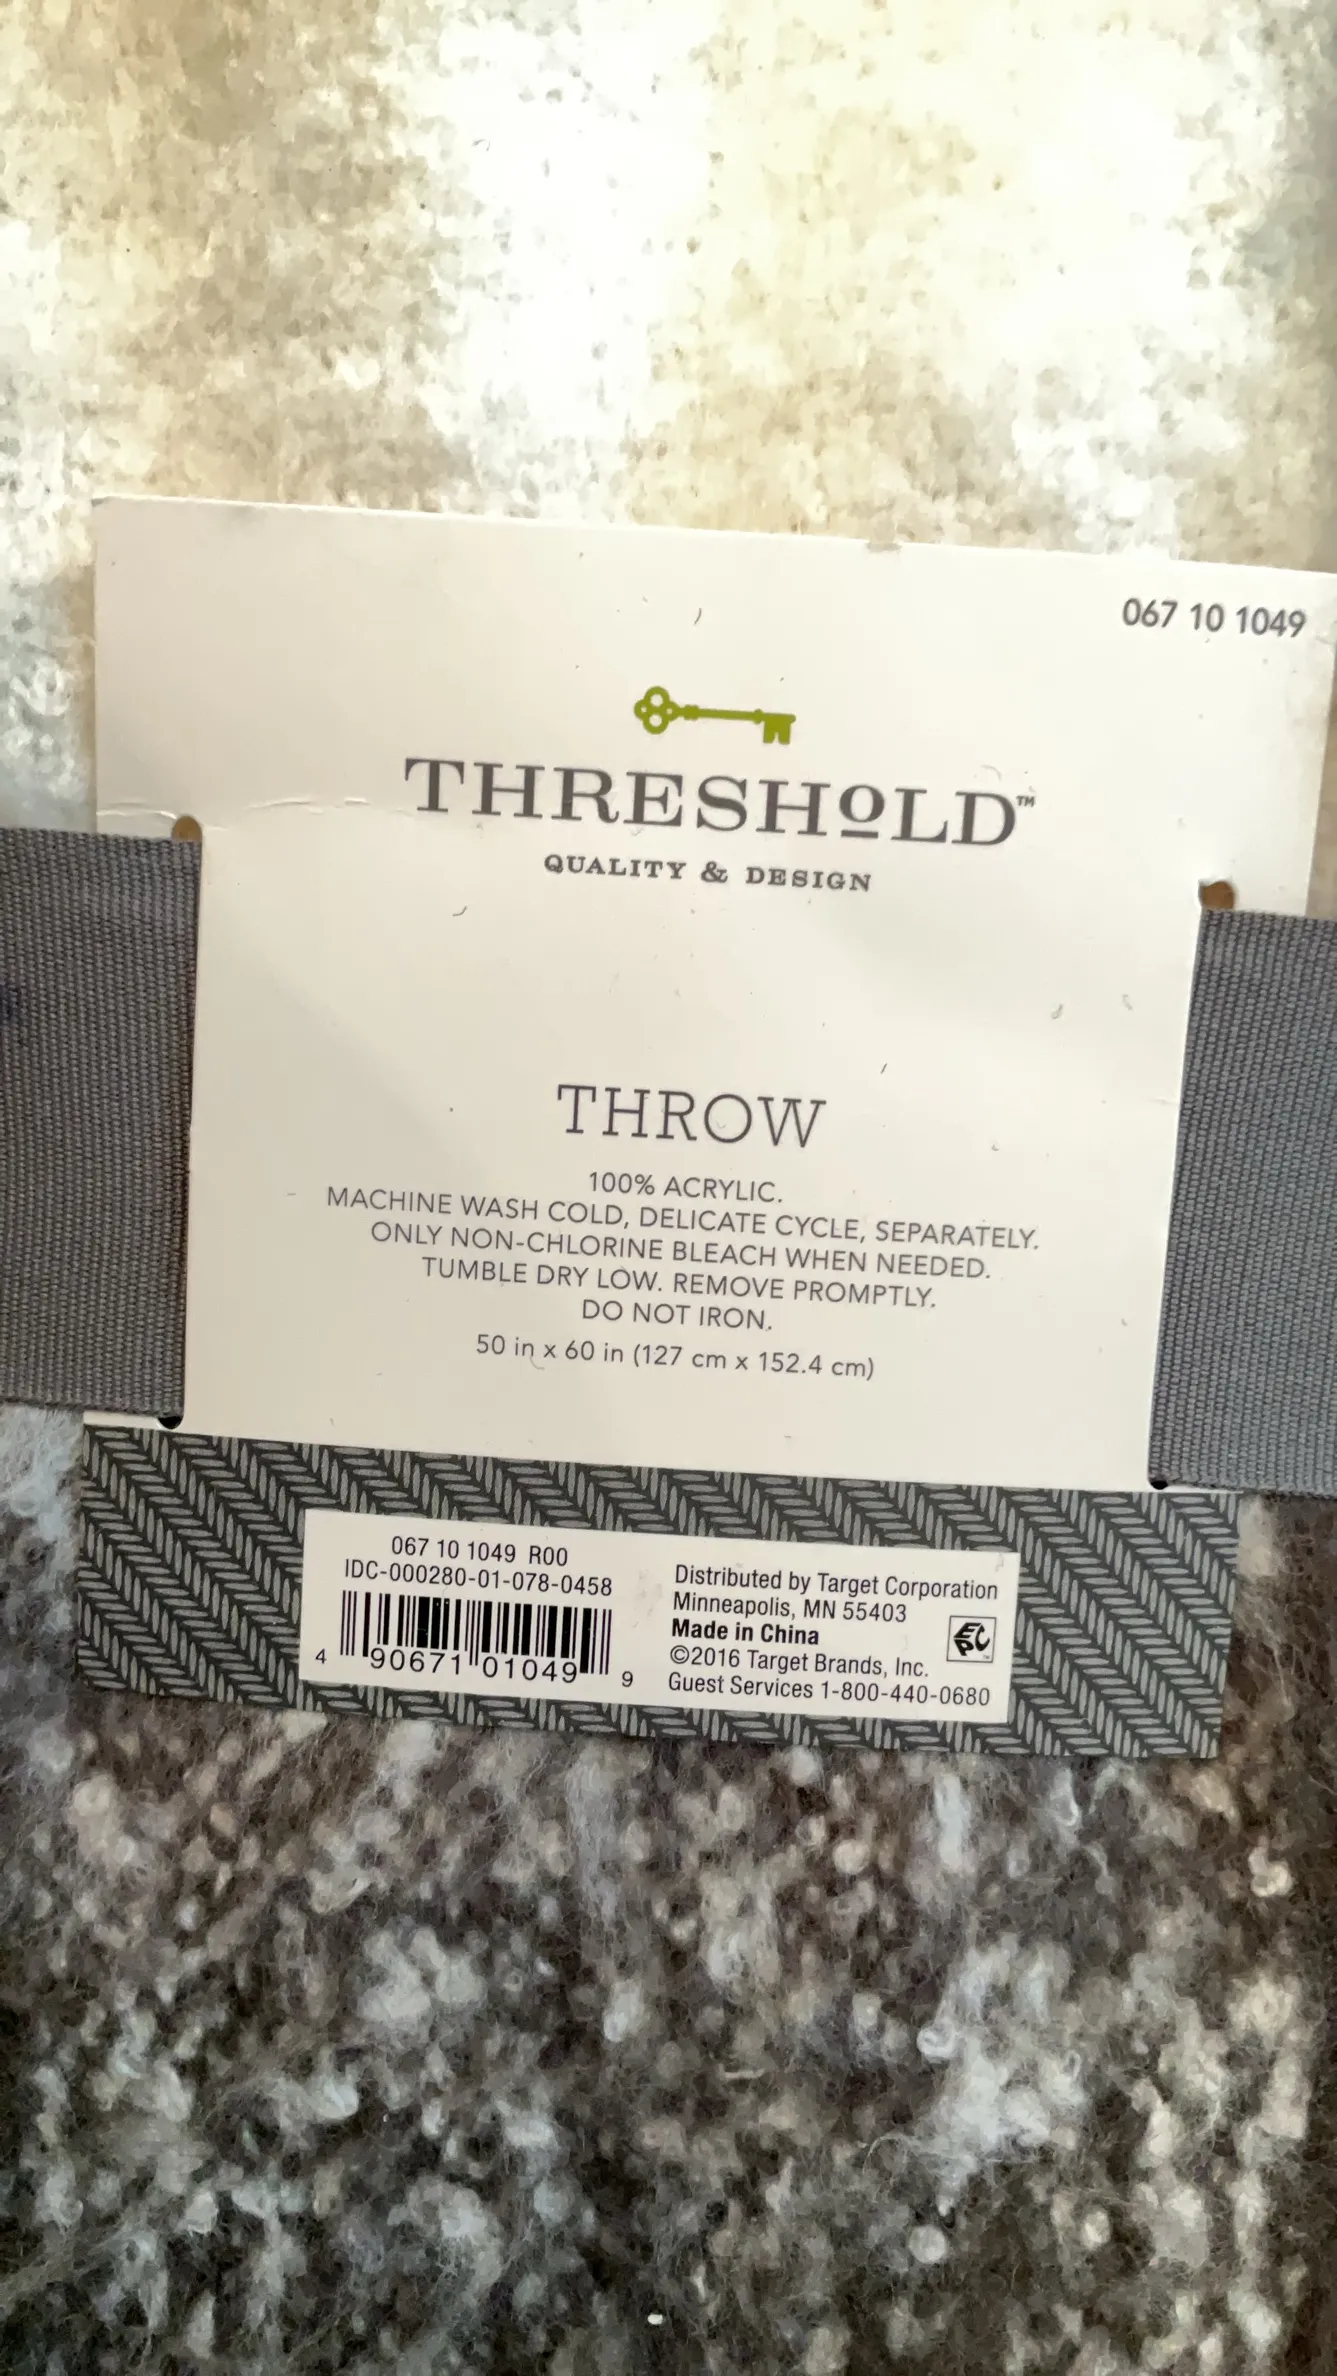 067 10 1049
THRESHOLD™
QUALITY & DESIGN
THROW
100% ACRYLIC.
MACHINE WASH COLD, DELICATE CYCLE, SEPARATELY.
ONLY NON-CHLORINE BLEACH WHEN NEEDED.
TUMBLE DRY LOW. REMOVE PROMPTLY.
DO NOT IRON.
50 in x 60 in (127 cm x 152.4 cm)
067 10 1049 R00
IDC-000280-01-078-0458
4 90671 01049 9
Distributed by Target Corporation
Minneapolis, MN 55403
Made in China
©2016 Target Brands, Inc.
Guest Services 1-800-440-0680